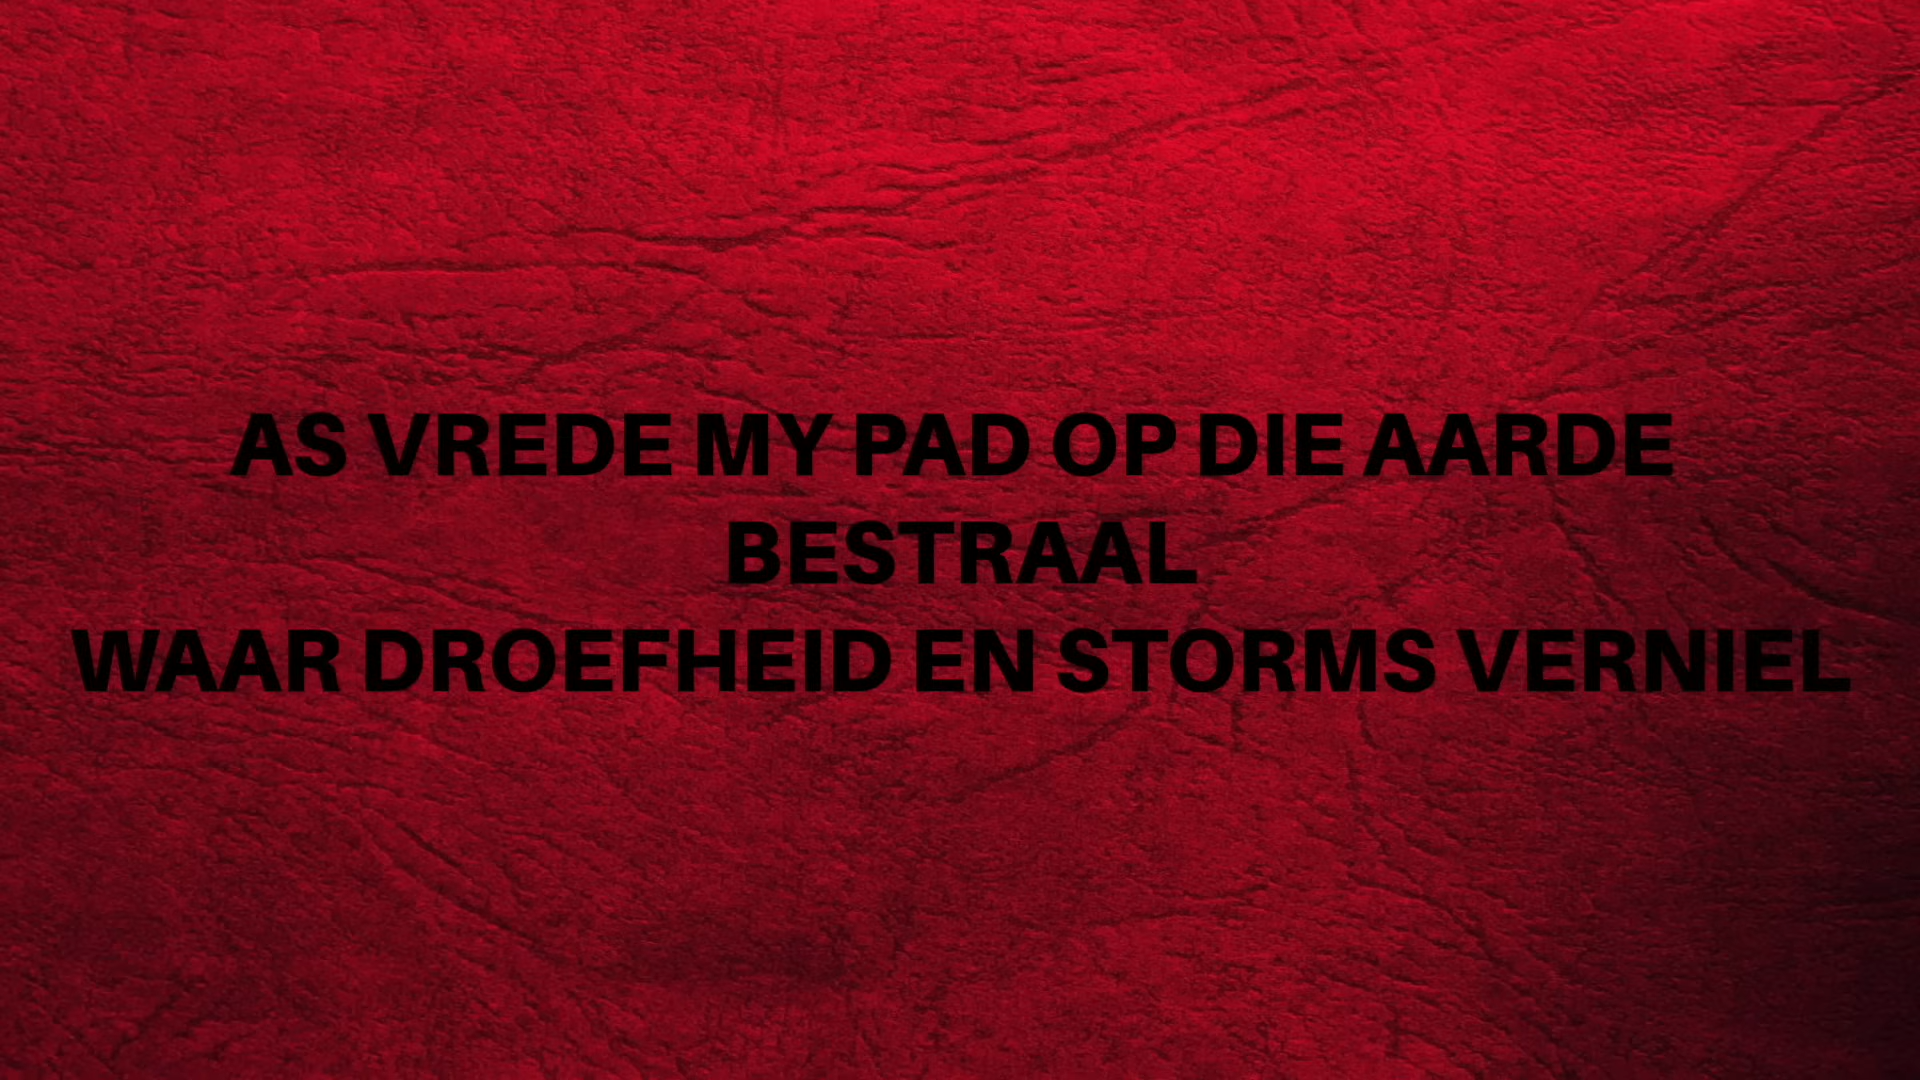 AS VREDE MY PAD OP DIE AARDE
BESTRAAL
WAAR DROEFHEID EN STORMS VERNIEL